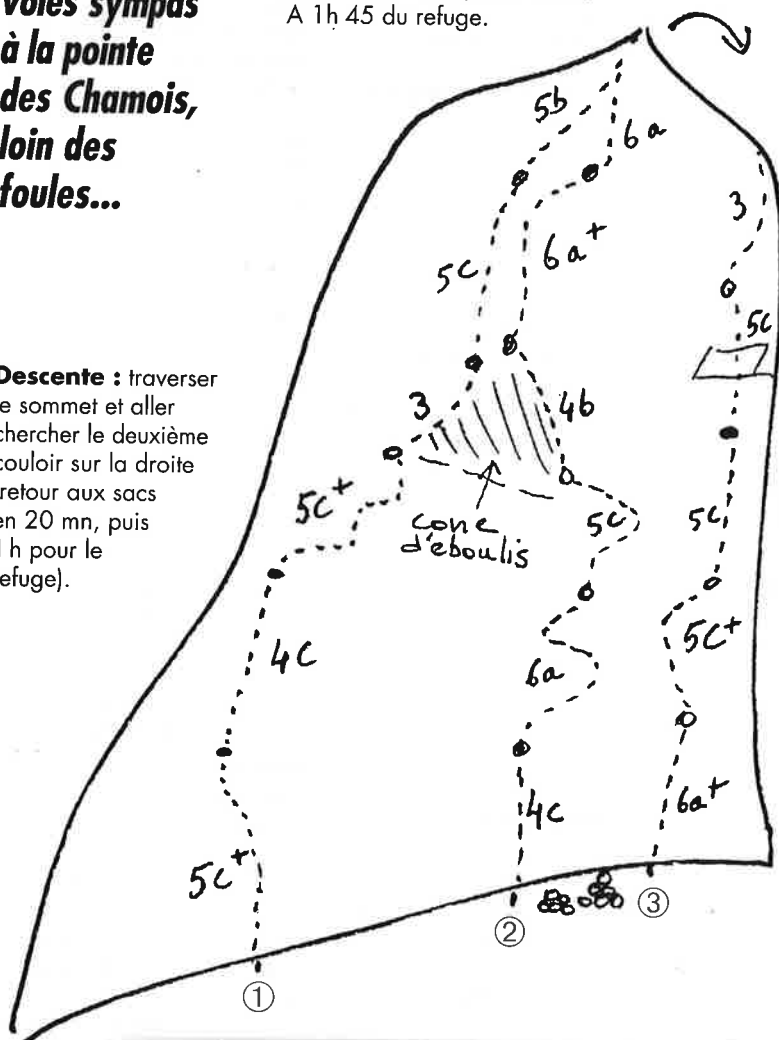 voies sympas
à la pointe
des Chamois,
loin des
foules...
A 1h 45 du refuge.
5b
6a
3
5c
6a+
5c
Descente : traverser
le sommet et aller
chercher le deuxième
couloir sur la droite
(retour aux sacs
en 20 mn, puis
1 h pour le
refuge).
3
4b
5c+
cone
d'eboulis
5c
5c
4c
6a
5c+
4c
6a+
5c+
①
②
③